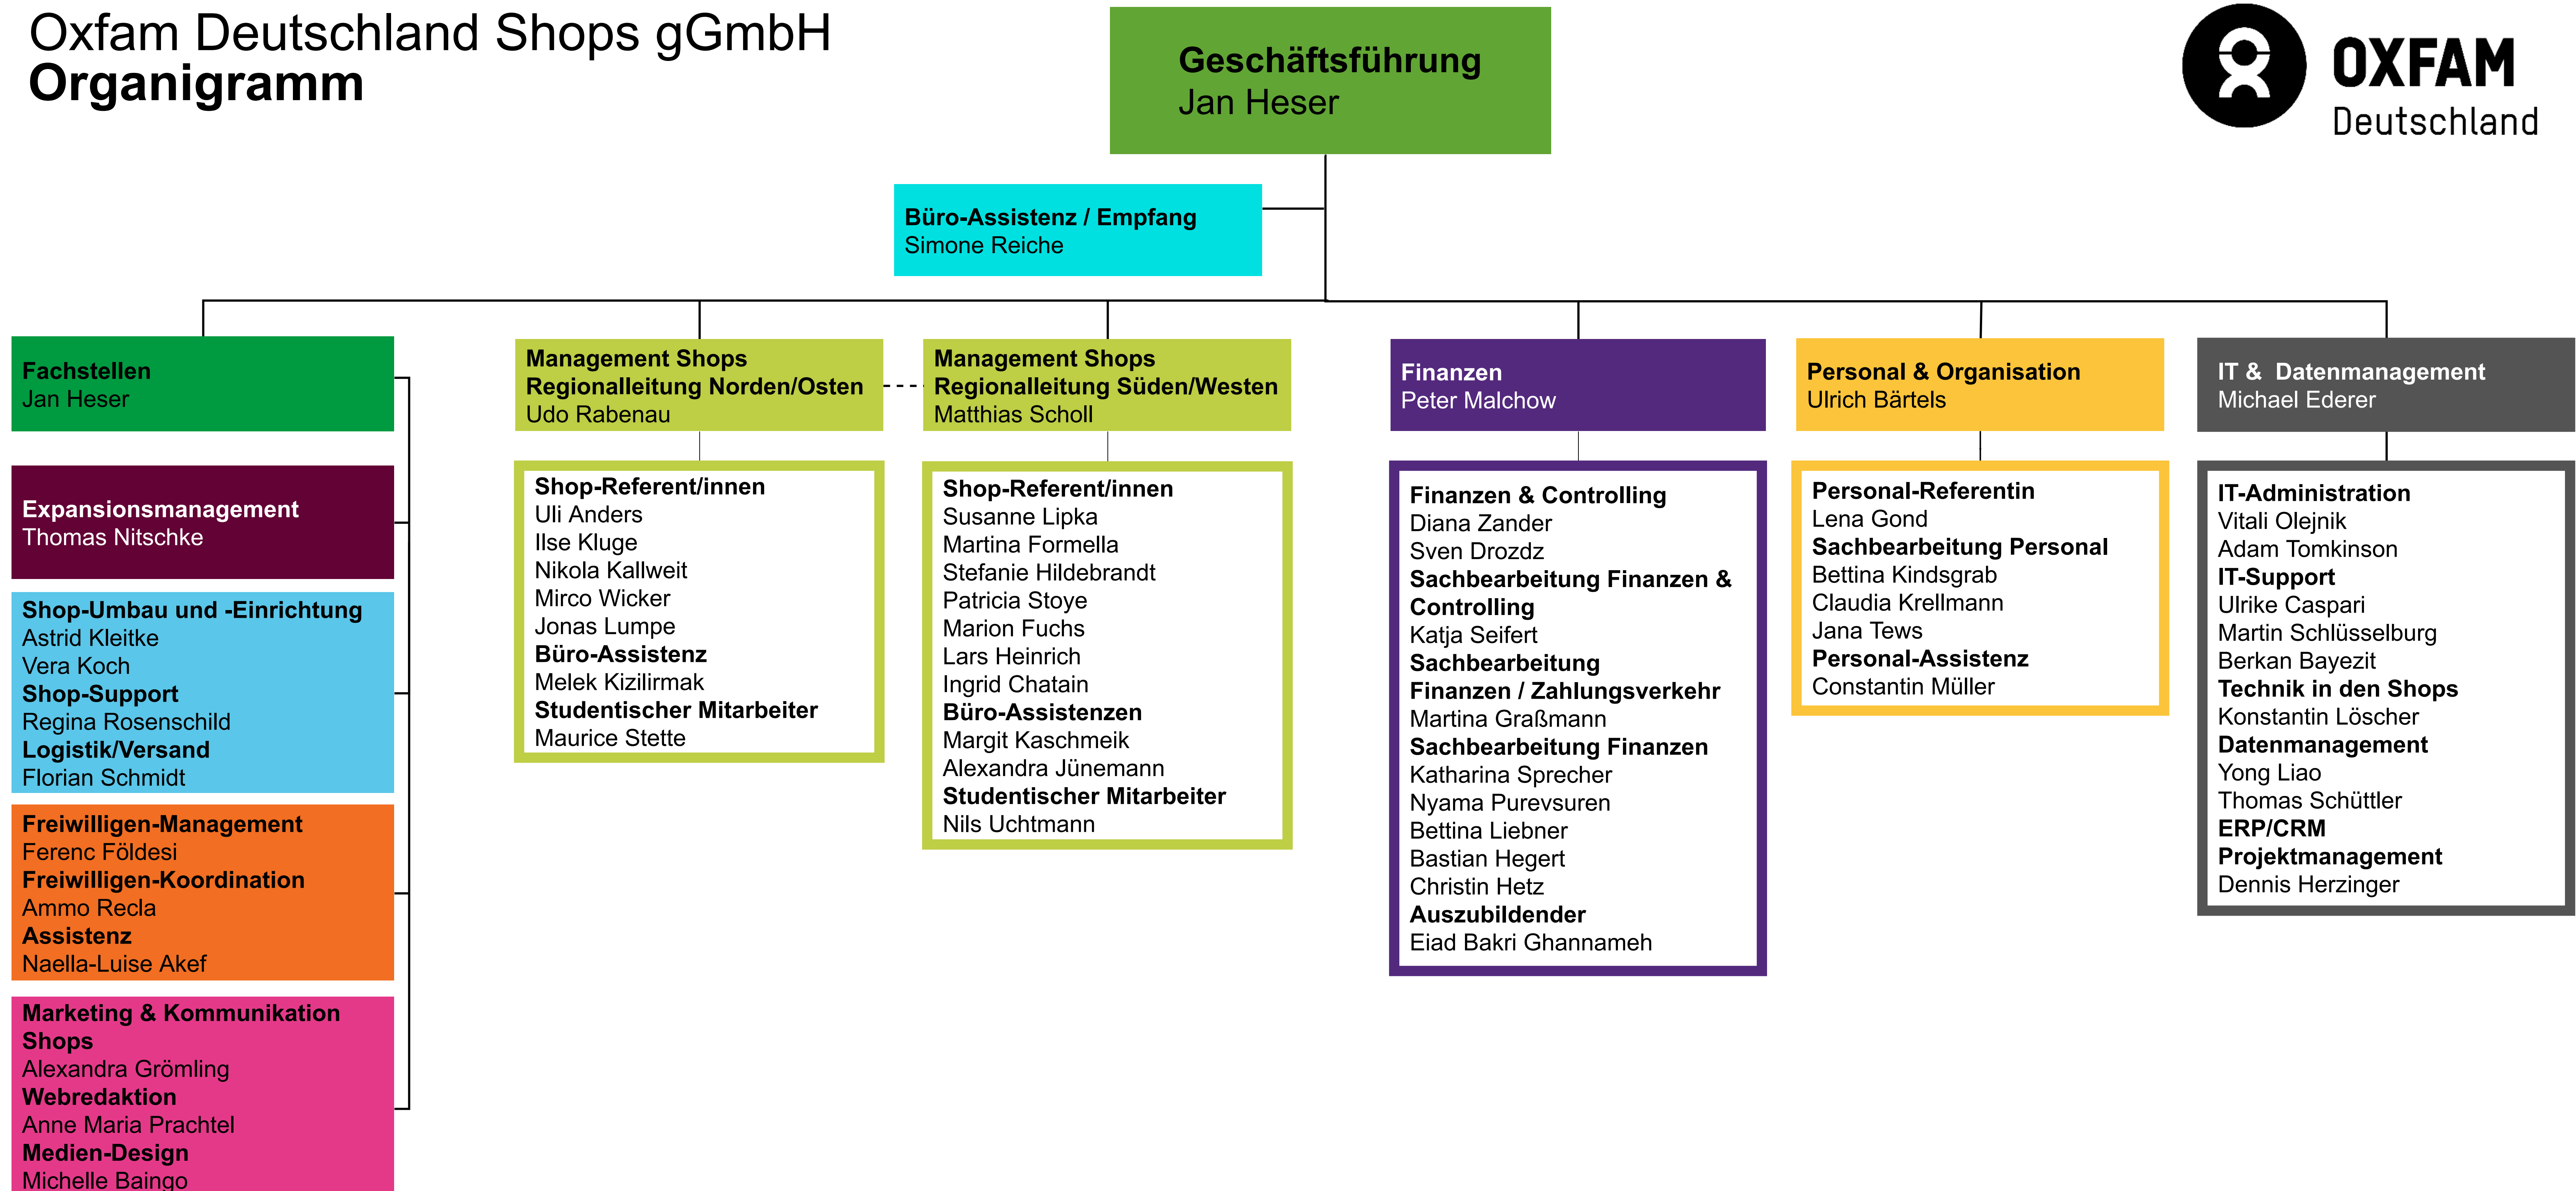 Oxfam Deutschland Shops gGmbH
Organigramm
Geschäftsführung
Jan Heser
OXFAM
Deutschland
Büro-Assistenz / Empfang
Simone Reiche
Fachstellen
Jan Heser
Expansionsmanagement
Thomas Nitschke
Shop-Umbau und -Einrichtung
Astrid Kleitke
Vera Koch
Shop-Support
Regina Rosenschild
Logistik/Versand
Florian Schmidt
Freiwilligen-Management
Ferenc Földesi
Freiwilligen-Koordination
Ammo Recla
Assistenz
Naella-Luise Akef
Marketing & Kommunikation
Shops
Alexandra Grömling
Webredaktion
Anne Maria Prachtel
Medien-Design
Michelle Baingo
Management Shops
Regionalleitung Norden/Osten
Udo Rabenau
Shop-Referent/innen
Uli Anders
Ilse Kluge
Nikola Kallweit
Mirco Wicker
Jonas Lumpe
Büro-Assistenz
Melek Kizilirmak
Studentischer Mitarbeiter
Maurice Stette
Management Shops
Regionalleitung Süden/Westen
Matthias Scholl
Shop-Referent/innen
Susanne Lipka
Martina Formella
Stefanie Hildebrandt
Patricia Stoye
Marion Fuchs
Lars Heinrich
Ingrid Chatain
Büro-Assistenzen
Margit Kaschmeik
Alexandra Jünemann
Studentischer Mitarbeiter
Nils Uchtmann
Finanzen
Peter Malchow
Finanzen & Controlling
Diana Zander
Sven Drozdz
Sachbearbeitung Finanzen &
Controlling
Katja Seifert
Sachbearbeitung
Finanzen / Zahlungsverkehr
Martina Graßmann
Sachbearbeitung Finanzen
Katharina Sprecher
Nyama Purevsuren
Bettina Liebner
Bastian Hegert
Christin Hetz
Auszubildender
Eiad Bakri Ghannameh
Personal & Organisation
Ulrich Bärtels
Personal-Referentin
Lena Gond
Sachbearbeitung Personal
Bettina Kindsgrab
Claudia Krellmann
Jana Tews
Personal-Assistenz
Constantin Müller
IT & Datenmanagement
Michael Ederer
IT-Administration
Vitali Olejnik
Adam Tomkinson
IT-Support
Ulrike Caspari
Martin Schlüsselburg
Berkan Bayezit
Technik in den Shops
Konstantin Löscher
Datenmanagement
Yong Liao
Thomas Schüttler
ERP/CRM
Projektmanagement
Dennis Herzinger